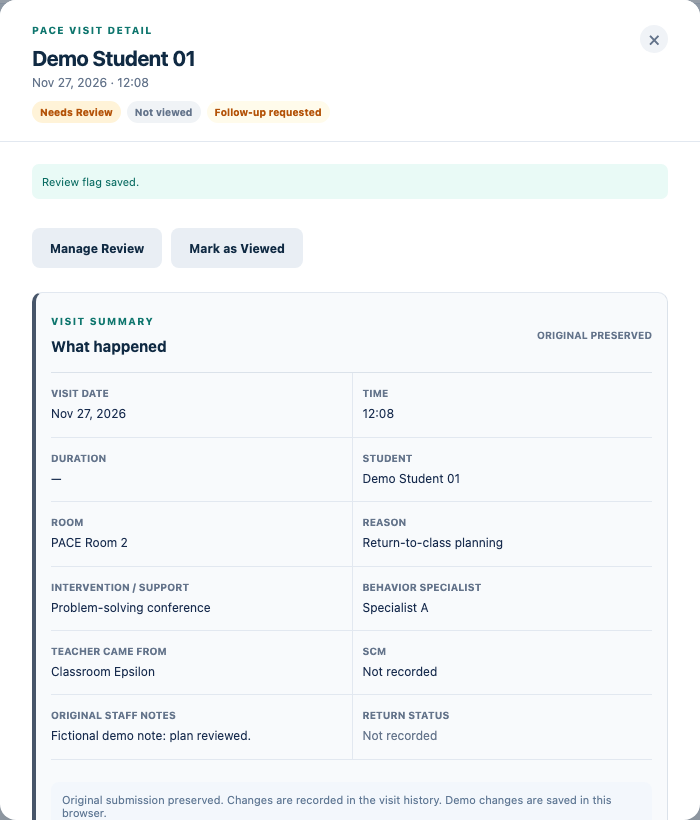 PACE VISIT DETAIL
Demo Student 01
Nov 27, 2026 · 12:08
Needs Review Not viewed Follow-up requested
Review flag saved.
Manage Review Mark as Viewed
VISIT SUMMARY
What happened
ORIGINAL PRESERVED
VISIT DATE
Nov 27, 2026
TIME
12:08
DURATION
—
STUDENT
Demo Student 01
ROOM
PACE Room 2
REASON
Return-to-class planning
INTERVENTION / SUPPORT
Problem-solving conference
BEHAVIOR SPECIALIST
Specialist A
TEACHER CAME FROM
Classroom Epsilon
SCM
Not recorded
ORIGINAL STAFF NOTES
Fictional demo note: plan reviewed.
RETURN STATUS
Not recorded
Original submission preserved. Changes are recorded in the visit history. Demo changes are saved in this
browser.